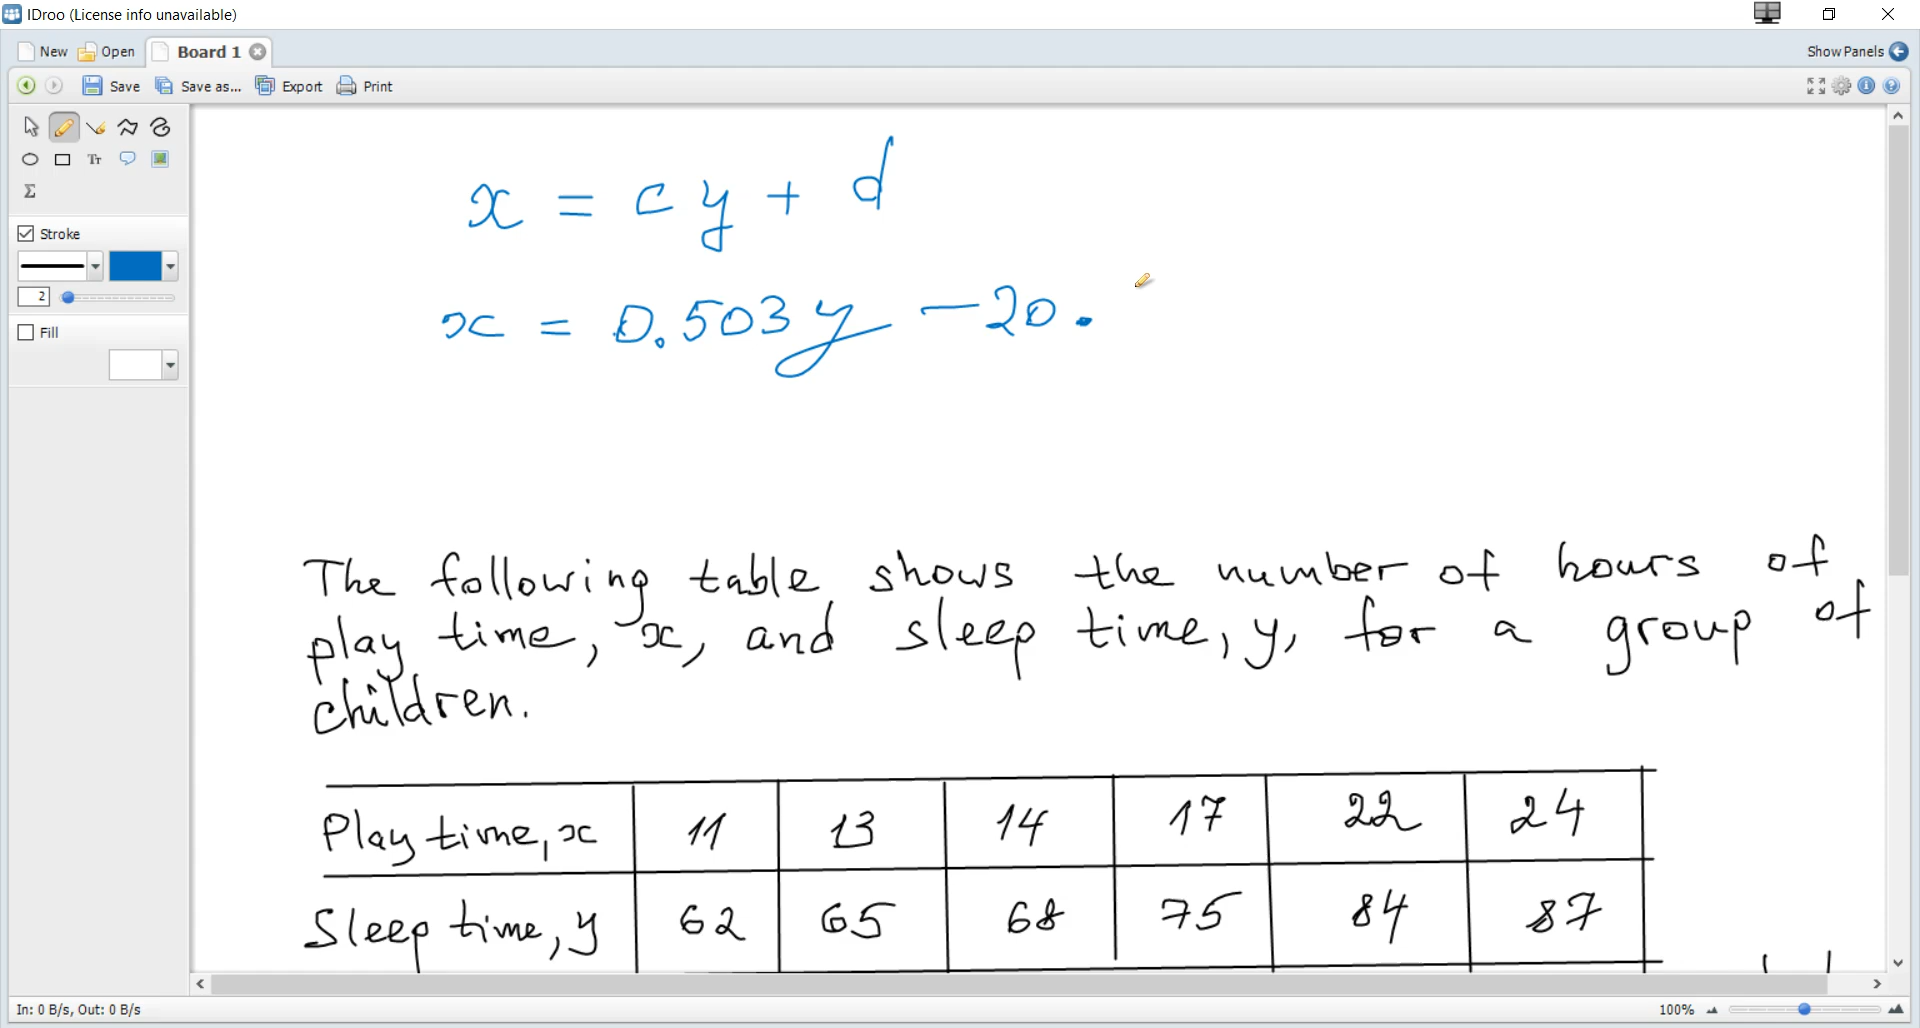 IDroo (License info unavailable)
New Open Board 1 Show Panels
Save Save as... Export Print
Tt
Σ
Stroke
2
Fill
x = cy + d
x = 0.503y - 20.
The following table shows the number of hours of
play time, x, and sleep time, y, for a group of
children.
Play time, x 11 13 14 17 22 24
Sleep time, y 62 65 68 75 84 87
In: 0 B/s, Out: 0 B/s 100%